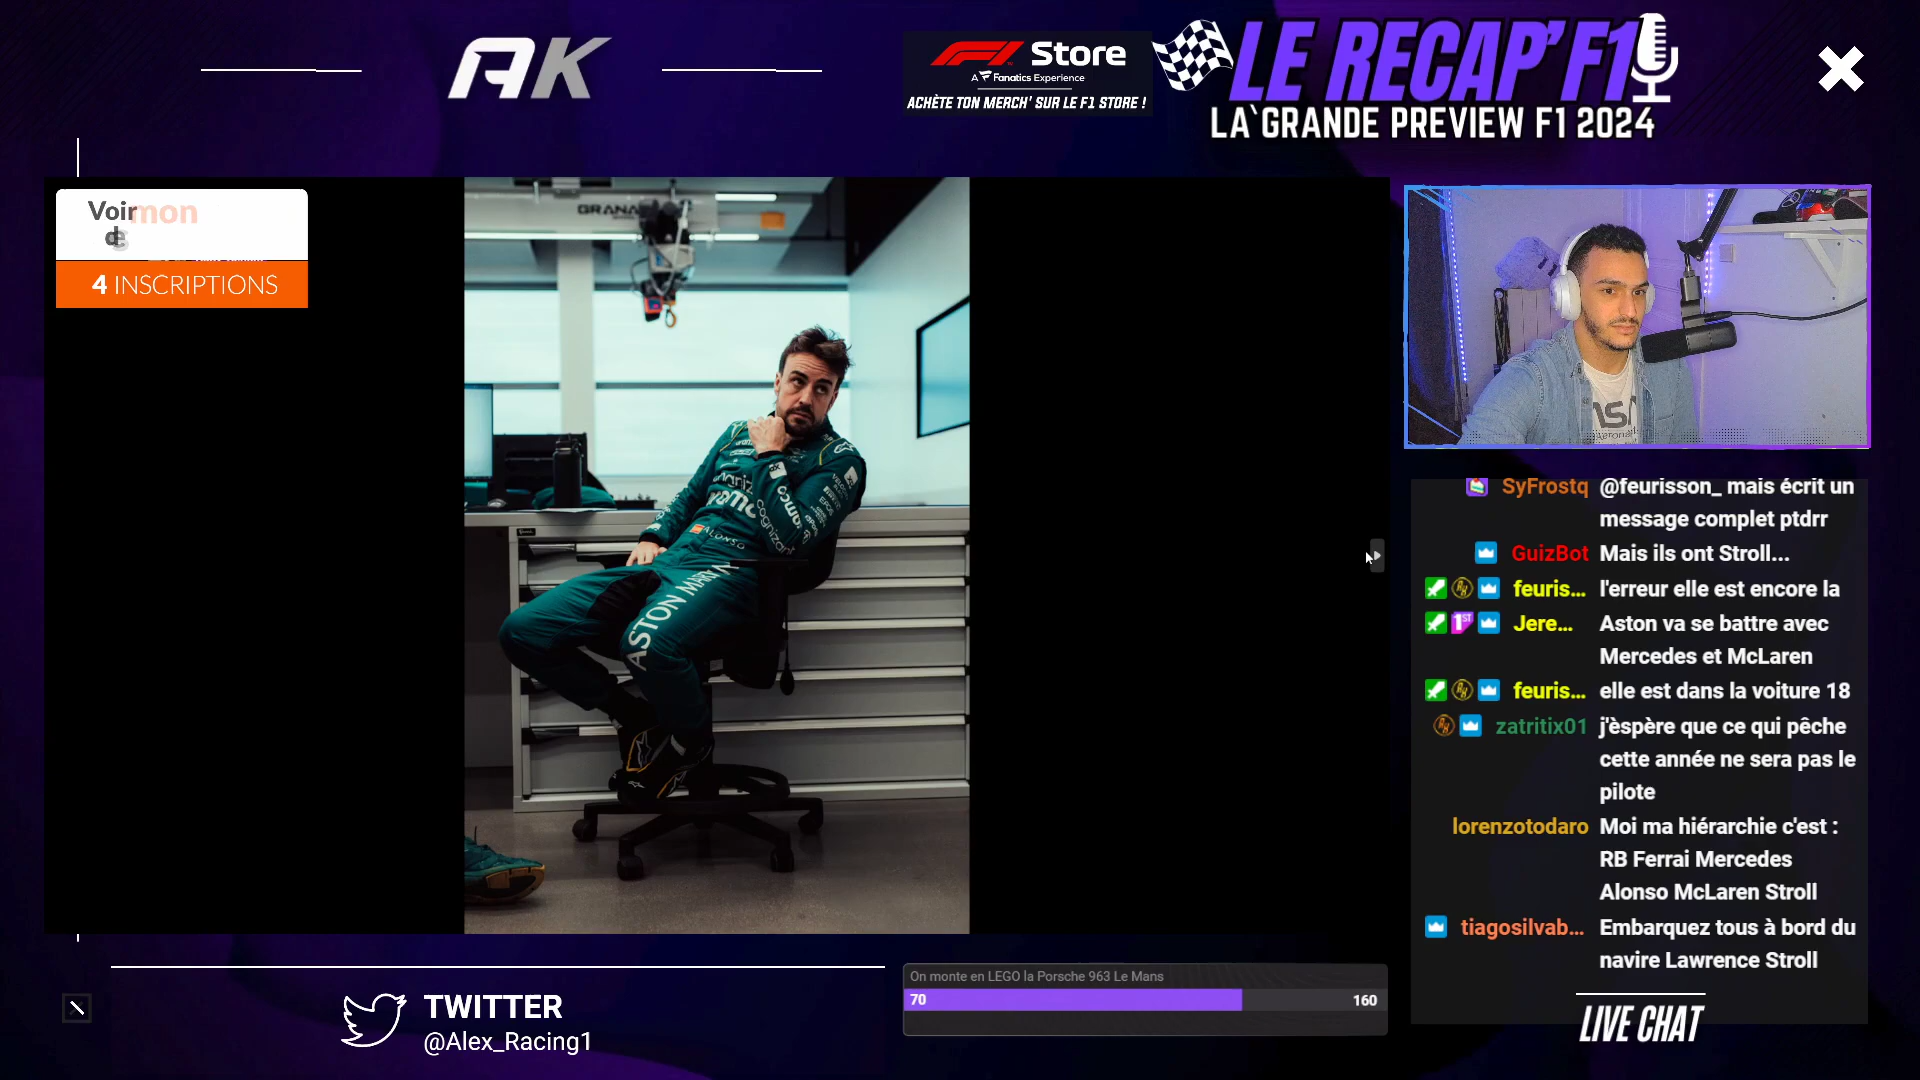 AK
F1 Store
A Fanatics Experience
ACHÈTE TON MERCH' SUR LE F1 STORE !
LE RECAP' F1
LA`GRANDE PREVIEW F1 2024
Voir mon
4 INSCRIPTIONS
ALONSO
ASTON MARTIN
cognizant
SyFrostq @feurisson_ mais écrit un
message complet ptdrr
GuizBot Mais ils ont Stroll...
feuris... l'erreur elle est encore la
Jere... Aston va se battre avec
Mercedes et McLaren
feuris... elle est dans la voiture 18
zatritix01 j'èspère que ce qui pêche
cette année ne sera pas le
pilote
lorenzotodaro Moi ma hiérarchie c'est :
RB Ferrai Mercedes
Alonso McLaren Stroll
tiagosilvab... Embarquez tous à bord du
navire Lawrence Stroll
LIVE CHAT
TWITTER
@Alex_Racing1
On monte en LEGO la Porsche 963 Le Mans
70 160